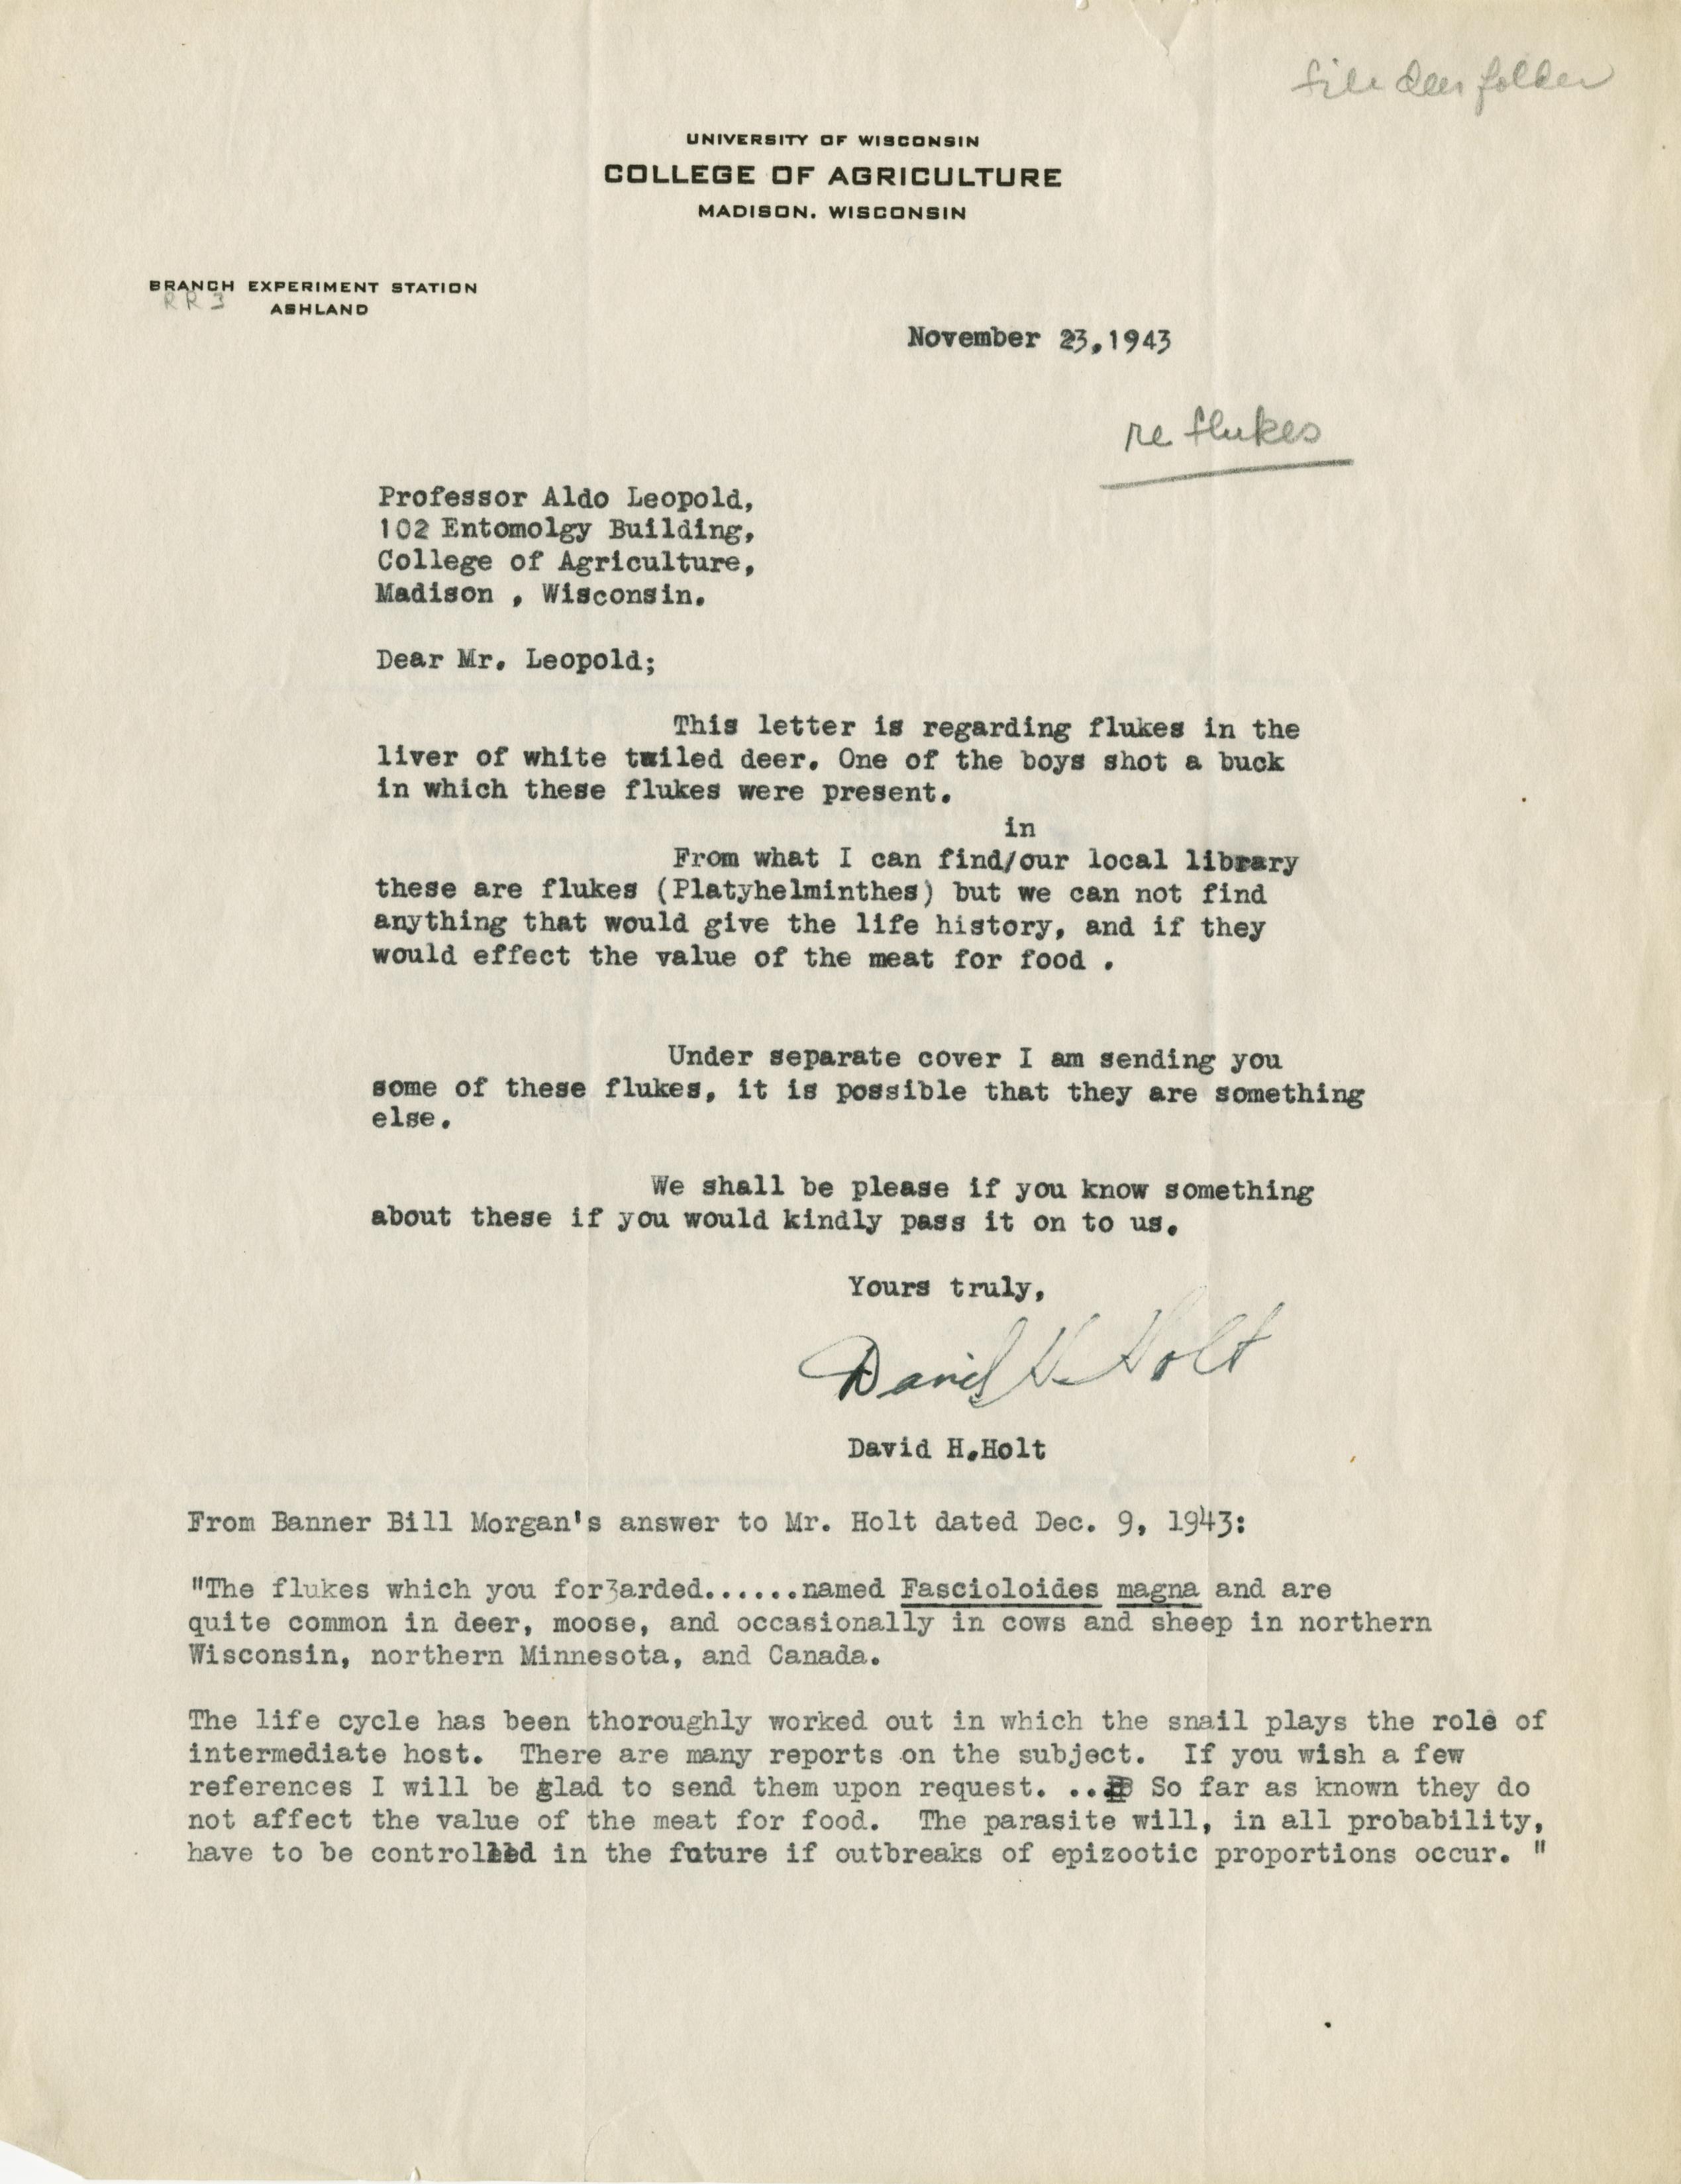 file deer folder
UNIVERSITY OF WISCONSIN
COLLEGE OF AGRICULTURE
MADISON, WISCONSIN
BRANCH EXPERIMENT STATION
RR 3
ASHLAND
November 23,1943
re flukes
Professor Aldo Leopold,
102 Entomolgy Building,
College of Agriculture,
Madison , Wisconsin.
Dear Mr. Leopold;
This letter is regarding flukes in the
liver of white tailed deer. One of the boys shot a buck
in which these flukes were present.
in
From what I can find/our local library
these are flukes (Platyhelminthes) but we can not find
anything that would give the life history, and if they
would effect the value of the meat for food .
Under separate cover I am sending you
some of these flukes, it is possible that they are something
else.
We shall be please if you know something
about these if you would kindly pass it on to us.
Yours truly,
David H. Holt
David H.Holt
From Banner Bill Morgan's answer to Mr. Holt dated Dec. 9, 1943:
"The flukes which you for3arded......named Fascioloides magna and are
quite common in deer, moose, and occasionally in cows and sheep in northern
Wisconsin, northern Minnesota, and Canada.
The life cycle has been thoroughly worked out in which the snail plays the role of
intermediate host. There are many reports on the subject. If you wish a few
references I will be glad to send them upon request. .. So far as known they do
not affect the value of the meat for food. The parasite will, in all probability,
have to be controlled in the future if outbreaks of epizootic proportions occur. "